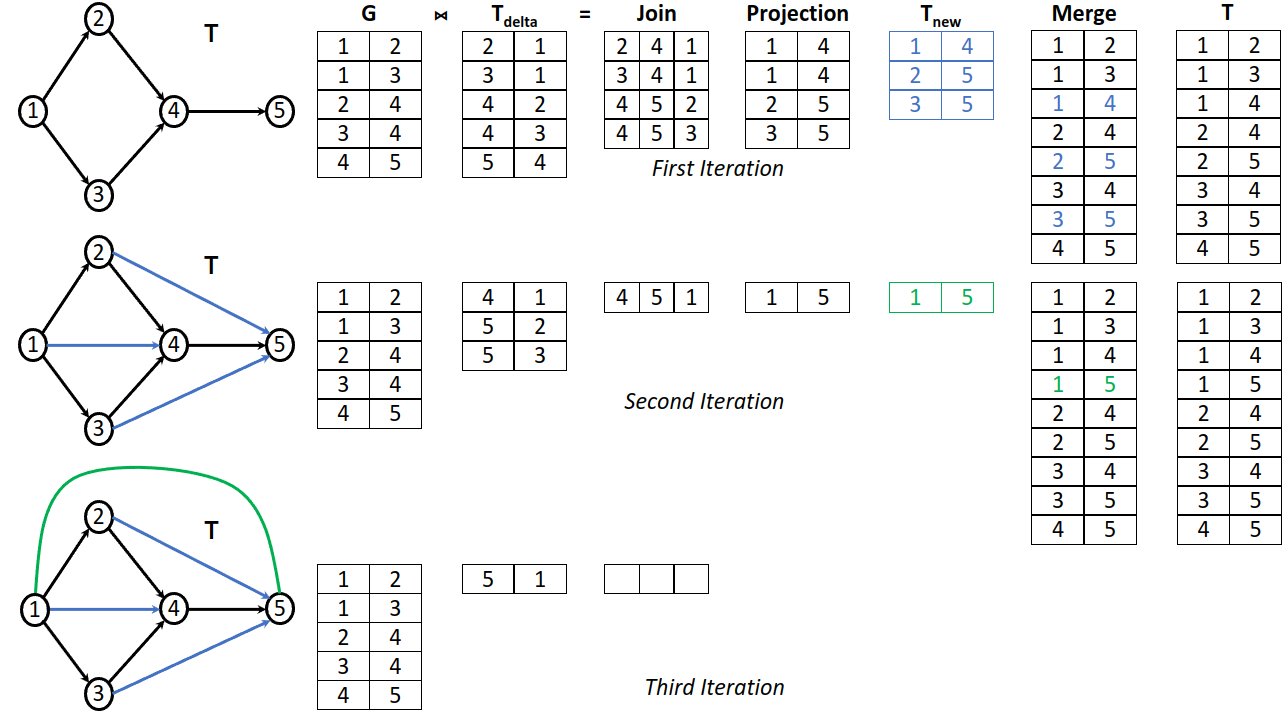 G ⋈ T_delta = Join Projection T_new Merge T
T
2
1 4 5
3
1 2 2 1 2 4 1 1 4 1 4 1 2 1 2
1 3 3 1 3 4 1 1 4 2 5 1 3 1 3
2 4 4 2 4 5 2 2 5 3 5 1 4 1 4
3 4 4 3 4 5 3 3 5 2 4 2 4
4 5 5 4 2 5 2 5
3 4 3 4
3 5 3 5
4 5 4 5
First Iteration
T
2
1 4 5
3
1 2 4 1 4 5 1 1 5 1 5 1 2 1 2
1 3 5 2 1 3 1 3
2 4 5 3 1 4 1 4
3 4 1 5 1 5
4 5 2 4 2 4
2 5 2 5
3 4 3 4
3 5 3 5
4 5 4 5
Second Iteration
T
2
1 4 5
3
1 2 5 1
1 3
2 4
3 4
4 5
Third Iteration